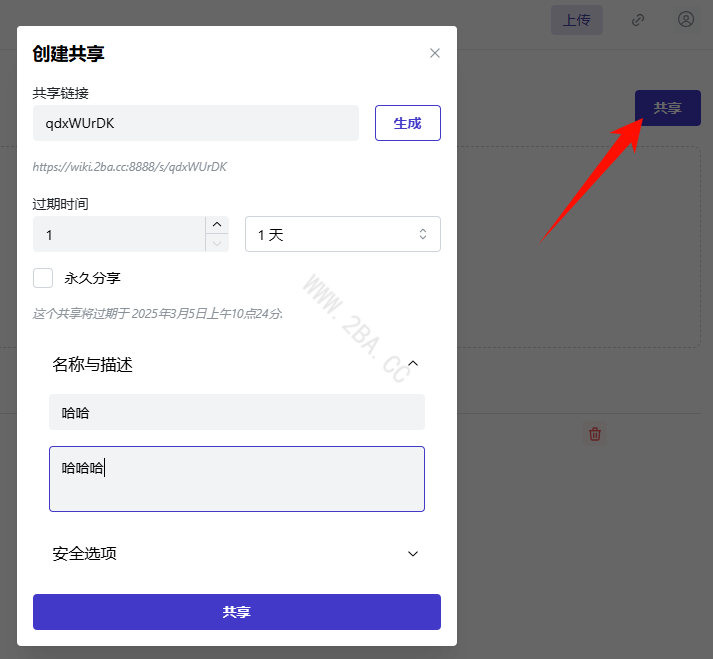 上传
创建共享
共享链接
qdxWUrDK
生成
共享
https://wiki.2ba.cc:8888/s/qdxWUrDK
过期时间
1
1 天
永久分享
这个共享将过期于 2025年3月5日上午10点24分.
WWW.2BA.CC
名称与描述
哈哈
哈哈哈
安全选项
共享